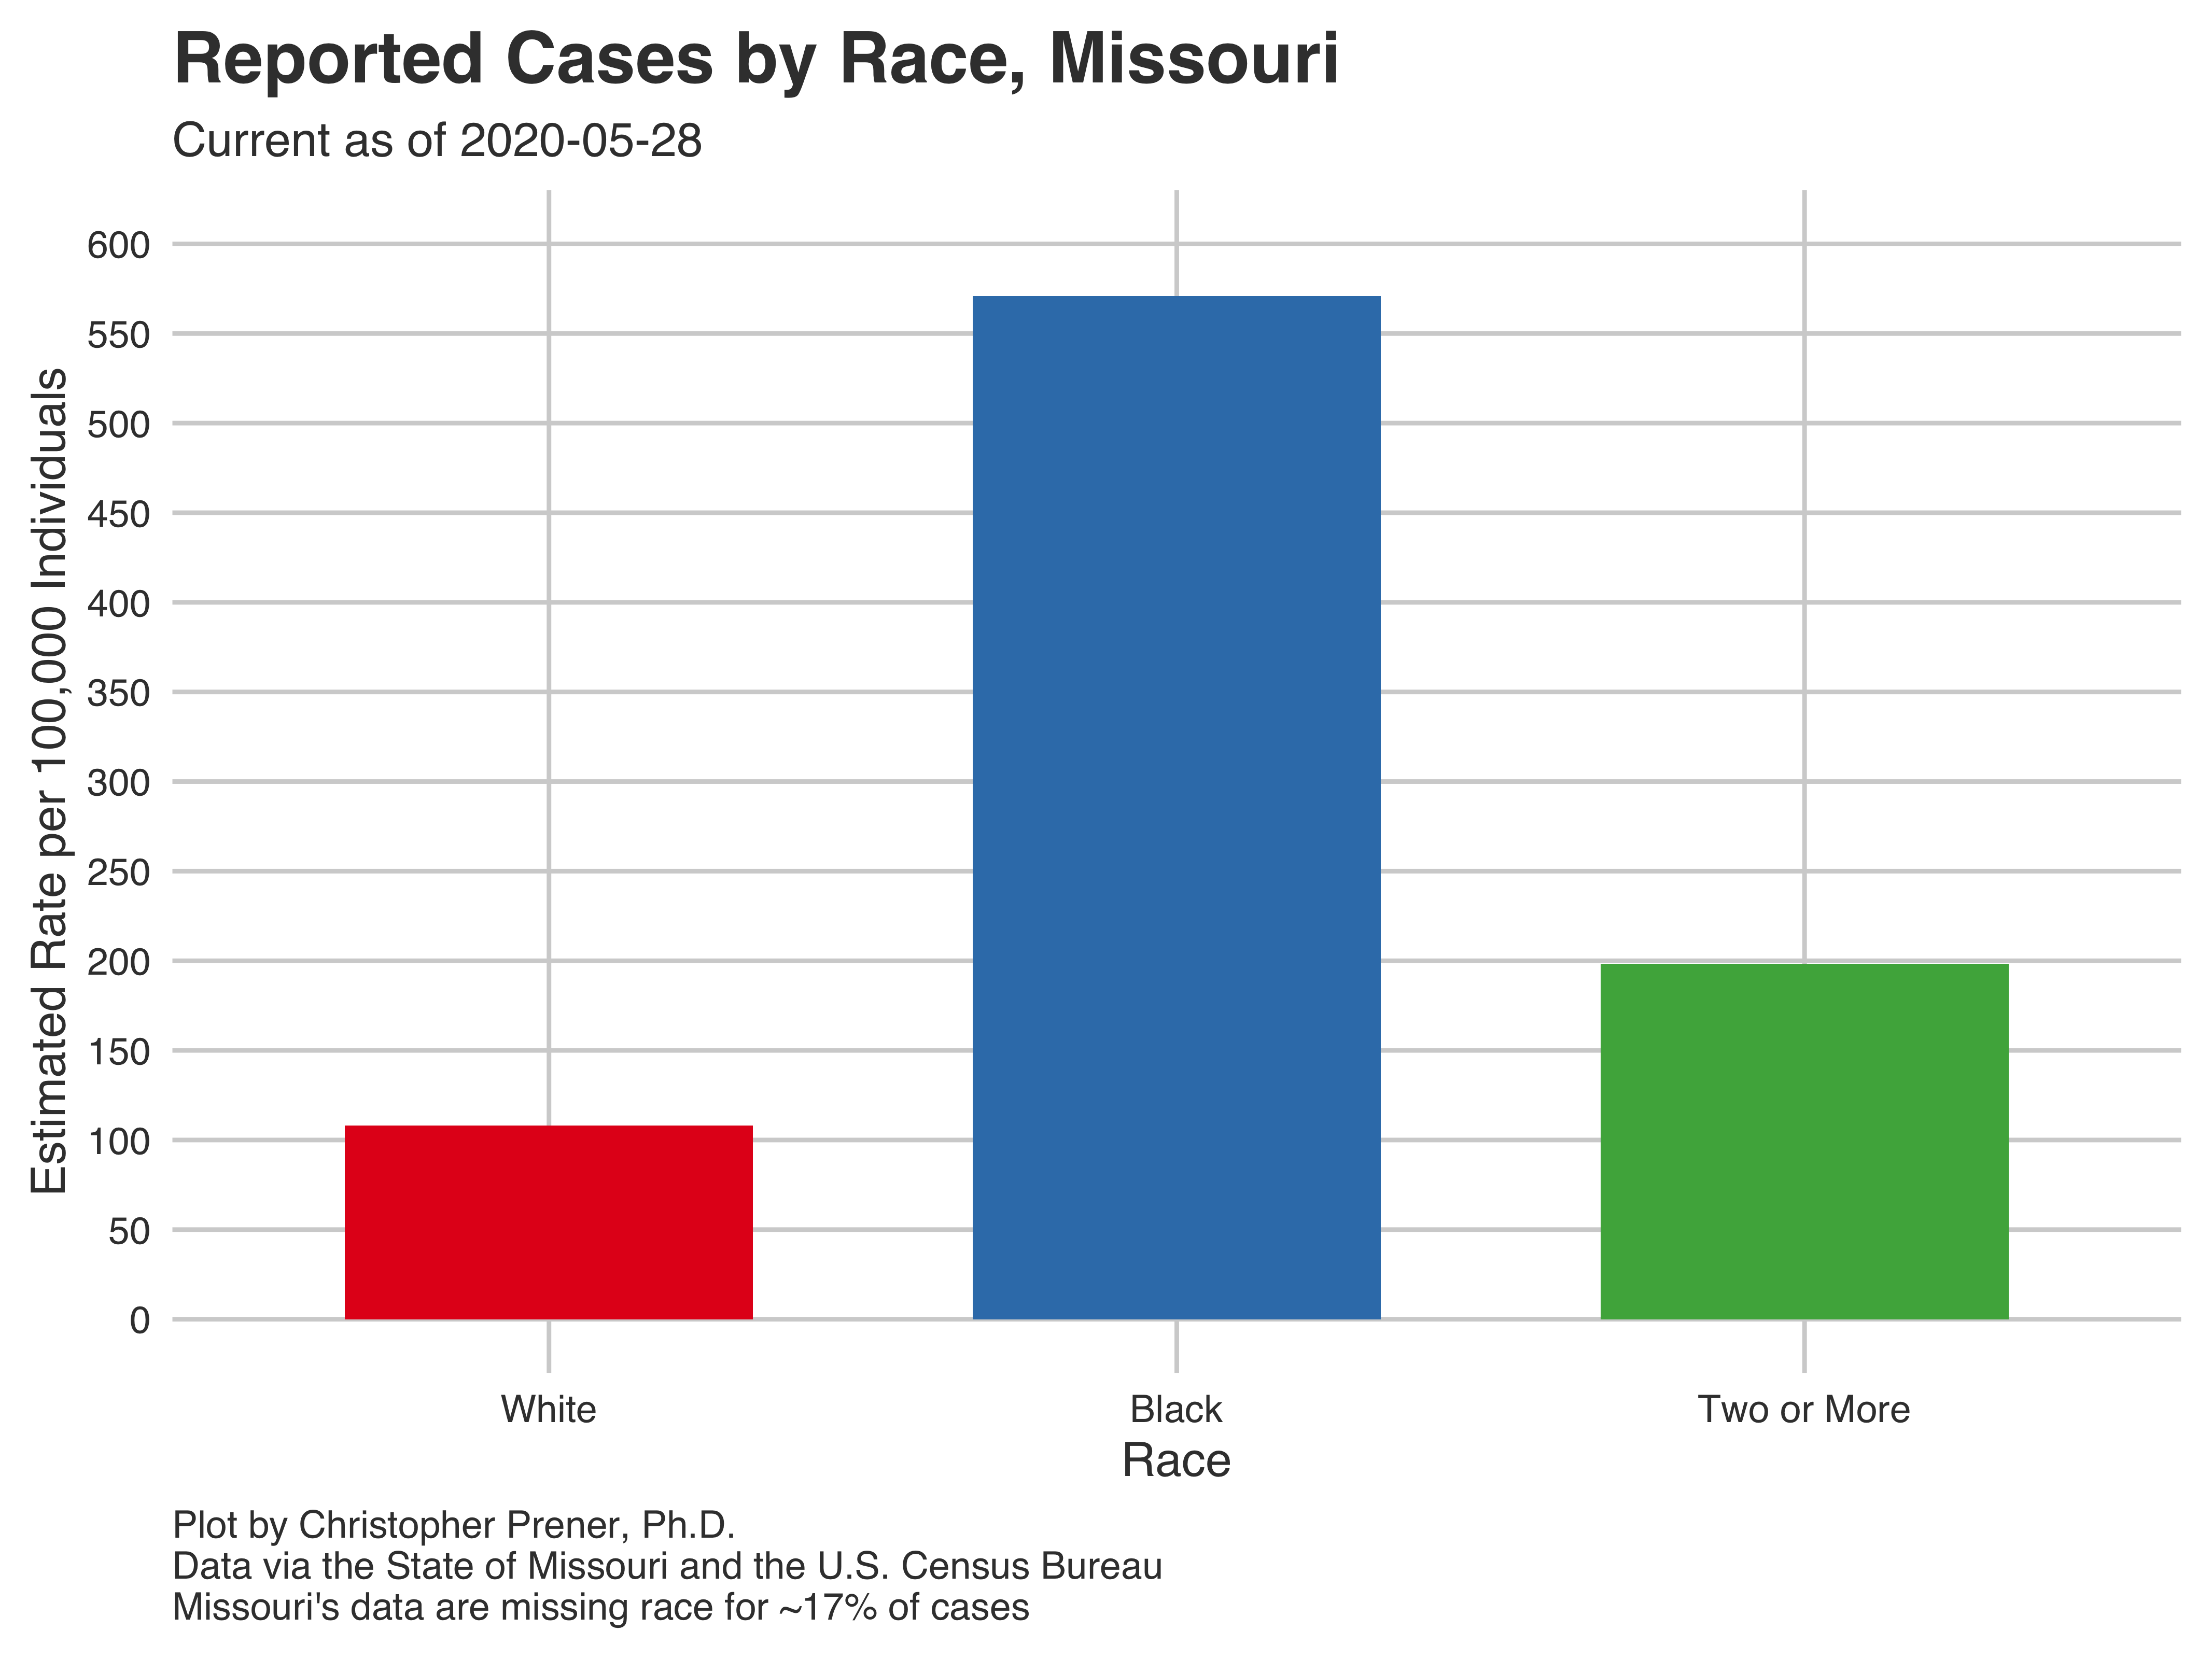 Reported Cases by Race, Missouri
Current as of 2020-05-28
Estimated Rate per 100,000 Individuals
600
550
500
450
400
350
300
250
200
150
100
50
0
White Black Two or More
Race
Plot by Christopher Prener, Ph.D.
Data via the State of Missouri and the U.S. Census Bureau
Missouri's data are missing race for ~17% of cases